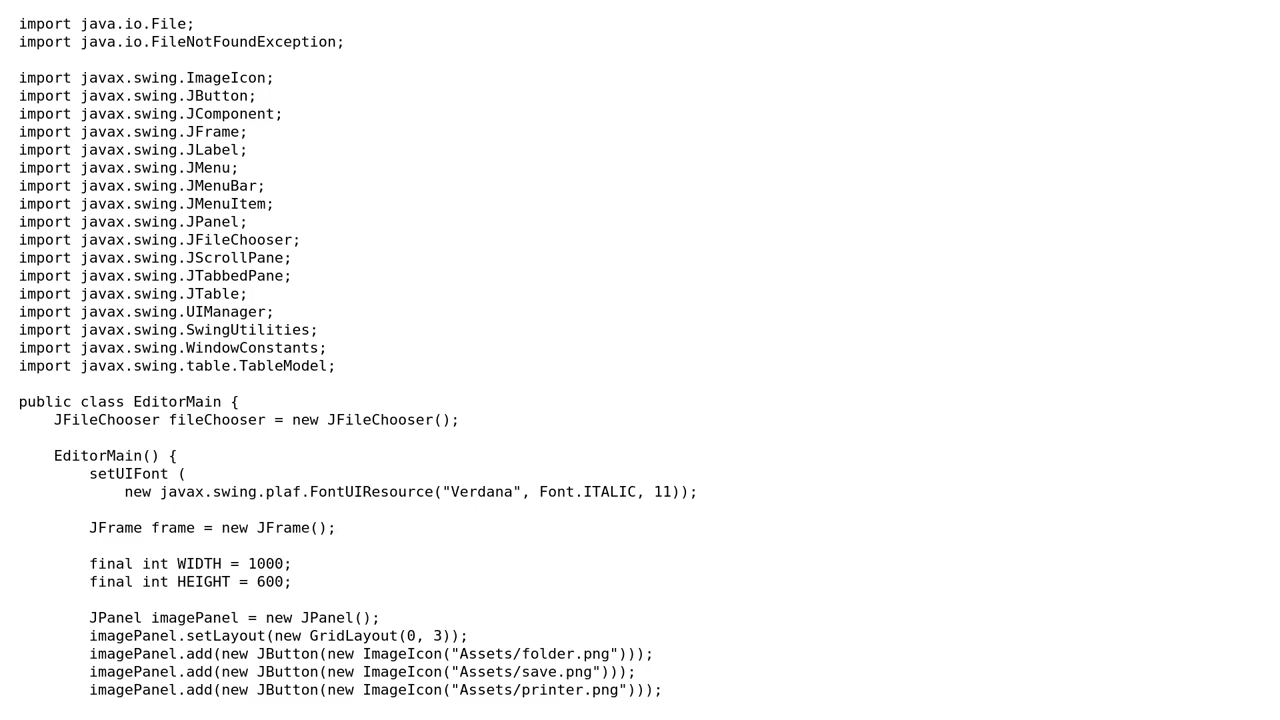 import java.io.File;
import java.io.FileNotFoundException;

import javax.swing.ImageIcon;
import javax.swing.JButton;
import javax.swing.JComponent;
import javax.swing.JFrame;
import javax.swing.JLabel;
import javax.swing.JMenu;
import javax.swing.JMenuBar;
import javax.swing.JMenuItem;
import javax.swing.JPanel;
import javax.swing.JFileChooser;
import javax.swing.JScrollPane;
import javax.swing.JTabbedPane;
import javax.swing.JTable;
import javax.swing.UIManager;
import javax.swing.SwingUtilities;
import javax.swing.WindowConstants;
import javax.swing.table.TableModel;

public class EditorMain {
    JFileChooser fileChooser = new JFileChooser();

    EditorMain() {
        setUIFont (
            new javax.swing.plaf.FontUIResource("Verdana", Font.ITALIC, 11));

        JFrame frame = new JFrame();

        final int WIDTH = 1000;
        final int HEIGHT = 600;

        JPanel imagePanel = new JPanel();
        imagePanel.setLayout(new GridLayout(0, 3));
        imagePanel.add(new JButton(new ImageIcon("Assets/folder.png")));
        imagePanel.add(new JButton(new ImageIcon("Assets/save.png")));
        imagePanel.add(new JButton(new ImageIcon("Assets/printer.png")));